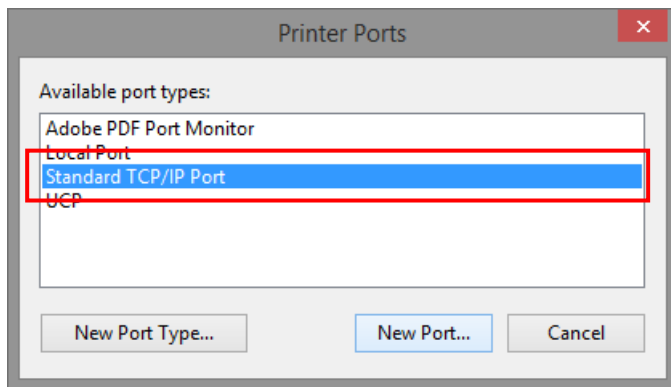 Printer Ports
Available port types:
Adobe PDF Port Monitor
Local Port
Standard TCP/IP Port
UCP
New Port Type...
New Port...
Cancel